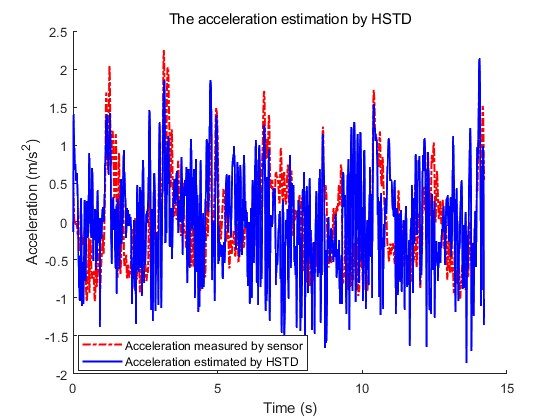 The acceleration estimation by HSTD
2.5
2
1.5
1
0.5
0
-0.5
-1
-1.5
-2
Acceleration (m/s²)
Acceleration measured by sensor
Acceleration estimated by HSTD
0
5
10
15
Time (s)